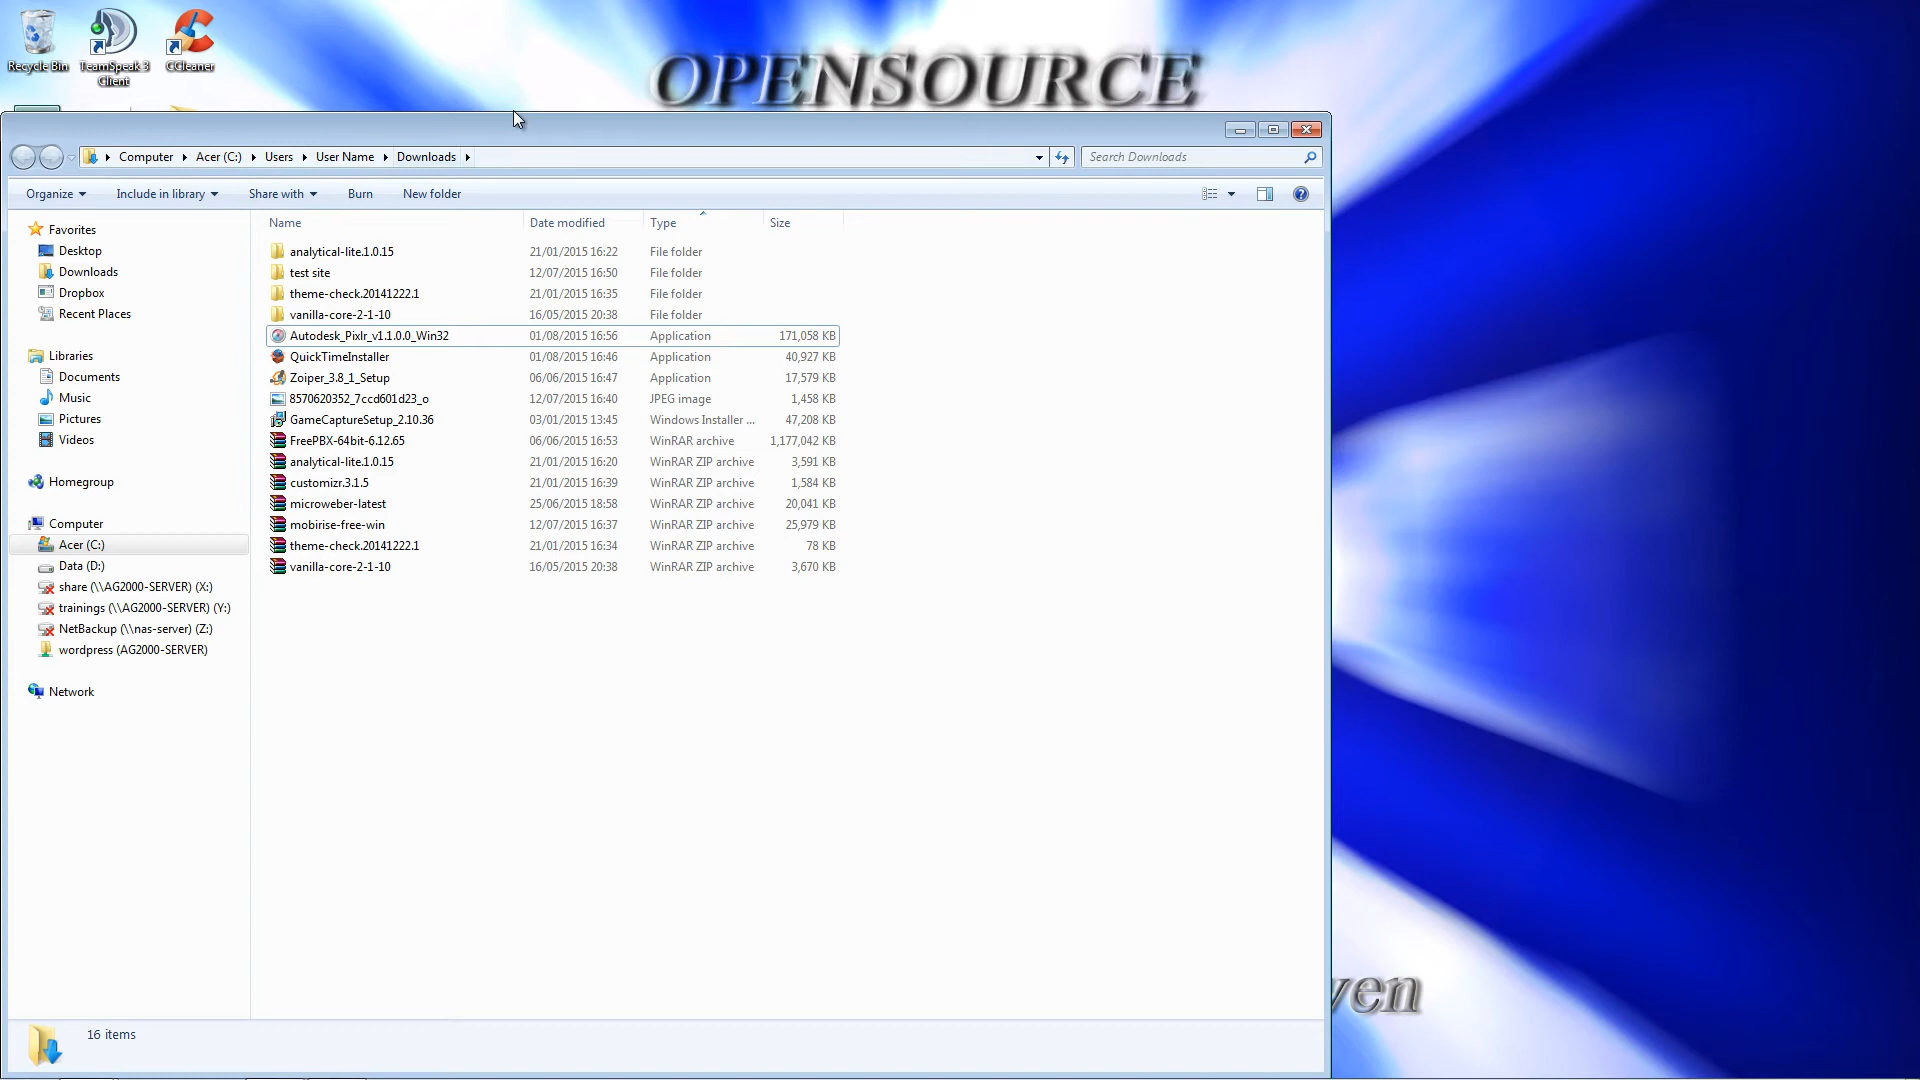 OPENSOURCE
Recycle Bin
TeamSpeak 3 Client
CCleaner
Computer Acer (C:) Users User Name Downloads
Search Downloads
Organize Include in library Share with Burn New folder
Name Date modified Type Size
Favorites
Desktop
Downloads
Dropbox
Recent Places
Libraries
Documents
Music
Pictures
Videos
Homegroup
Computer
Acer (C:)
Data (D:)
share (\\AG2000-SERVER) (X:)
trainings (\\AG2000-SERVER) (Y:)
NetBackup (\\nas-server) (Z:)
wordpress (AG2000-SERVER)
Network
analytical-lite.1.0.15 21/01/2015 16:22 File folder
test site 12/07/2015 16:50 File folder
theme-check.20141222.1 21/01/2015 16:35 File folder
vanilla-core-2-1-10 16/05/2015 20:38 File folder
Autodesk_Pixlr_v1.1.0.0_Win32 01/08/2015 16:56 Application 171,058 KB
QuickTimeInstaller 01/08/2015 16:46 Application 40,927 KB
Zoiper_3.8_1_Setup 06/06/2015 16:47 Application 17,579 KB
8570620352_7ccd601d23_o 12/07/2015 16:40 JPEG image 1,458 KB
GameCaptureSetup_2.10.36 03/01/2015 13:45 Windows Installer ... 47,208 KB
FreePBX-64bit-6.12.65 06/06/2015 16:53 WinRAR archive 1,177,042 KB
analytical-lite.1.0.15 21/01/2015 16:20 WinRAR ZIP archive 3,591 KB
customizr.3.1.5 21/01/2015 16:39 WinRAR ZIP archive 1,584 KB
microweber-latest 25/06/2015 18:58 WinRAR ZIP archive 20,041 KB
mobirise-free-win 12/07/2015 16:37 WinRAR ZIP archive 25,979 KB
theme-check.20141222.1 21/01/2015 16:34 WinRAR ZIP archive 78 KB
vanilla-core-2-1-10 16/05/2015 20:38 WinRAR ZIP archive 3,670 KB
ven
16 items